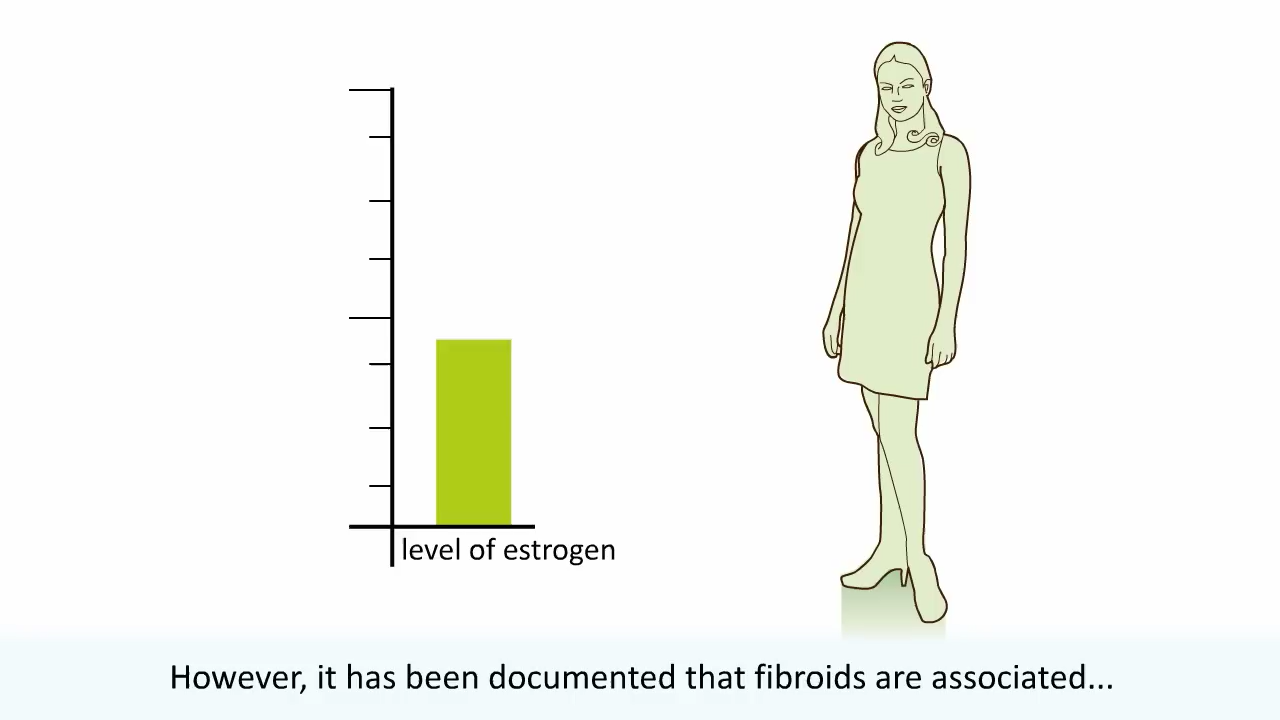 level of estrogen
However, it has been documented that fibroids are associated...